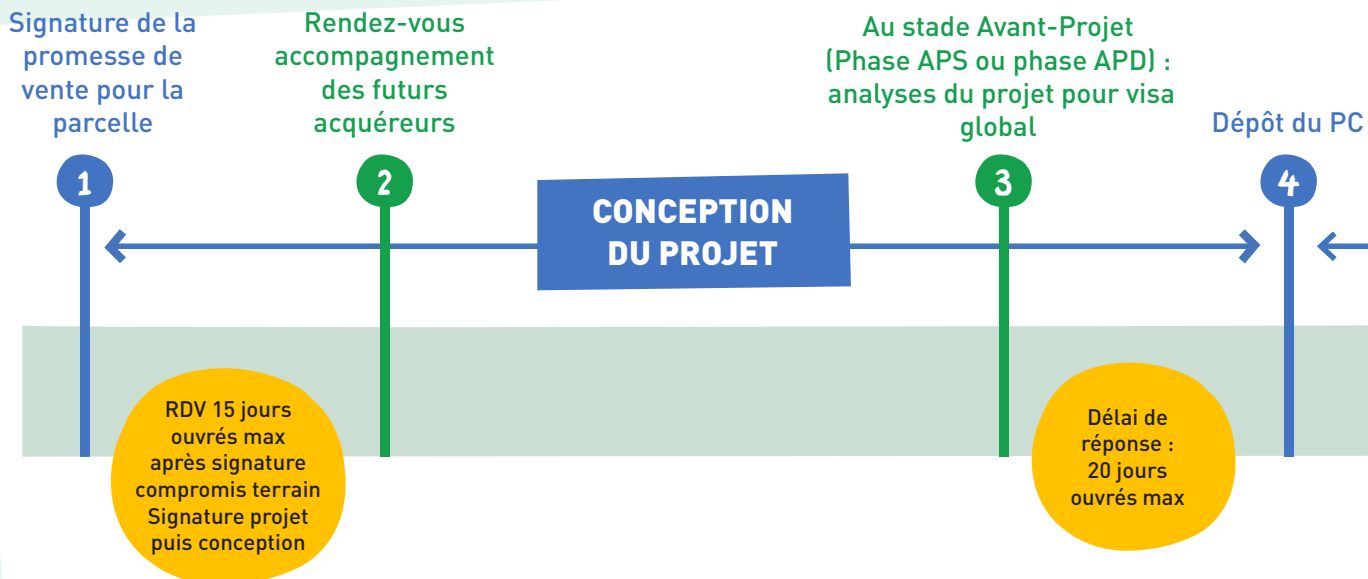 Signature de la
promesse de
vente pour la
parcelle
1
Rendez-vous
accompagnement
des futurs
acquéreurs
2
Au stade Avant-Projet
(Phase APS ou phase APD) :
analyses du projet pour visa
global
3
Dépôt du PC
4
CONCEPTION
DU PROJET
RDV 15 jours
ouvrés max
après signature
compromis terrain
Signature projet
puis conception
Délai de
réponse :
20 jours
ouvrés max